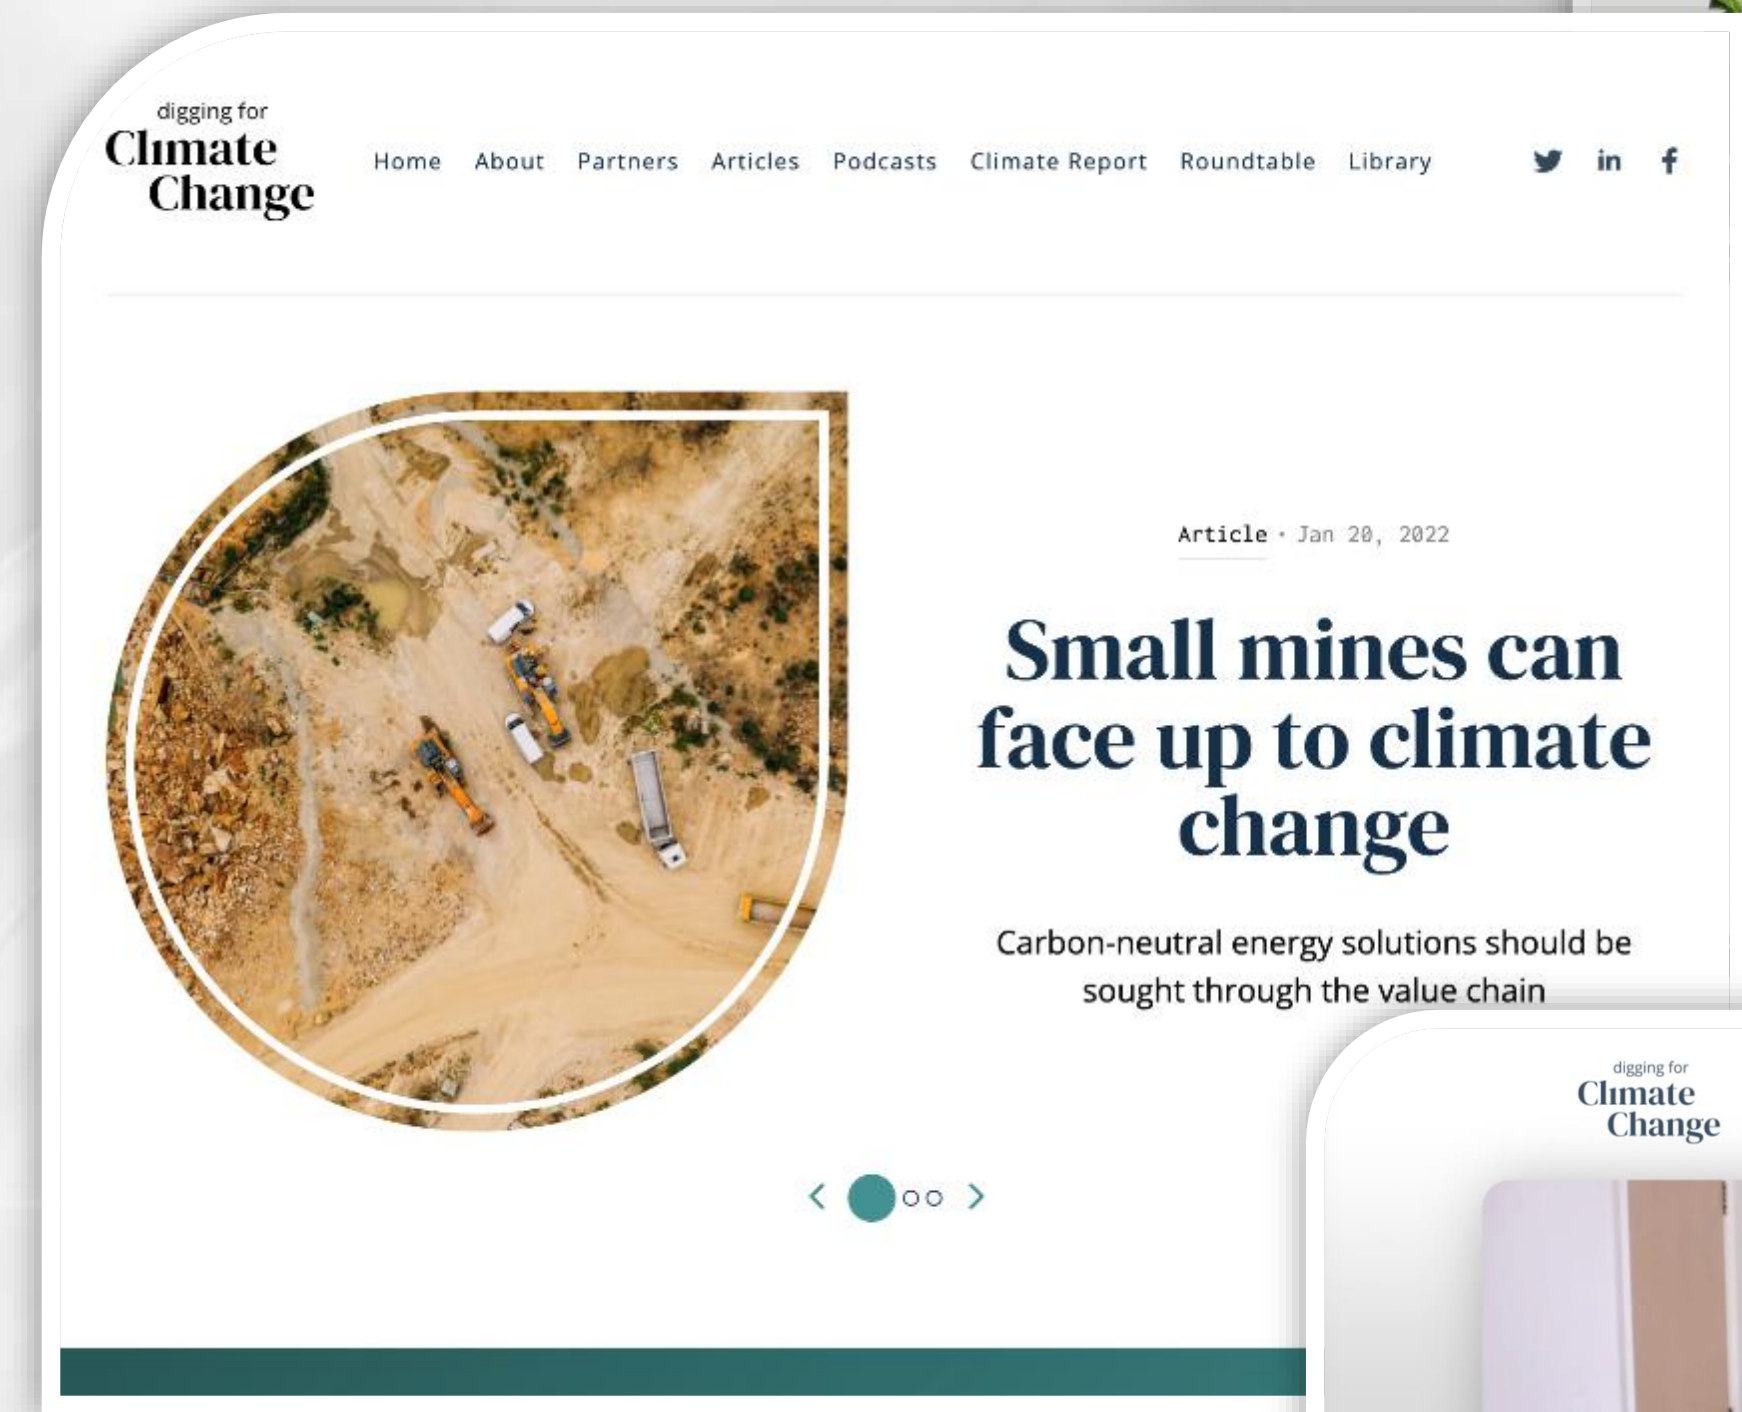 digging for
Climate
Change
Home About Partners Articles Podcasts Climate Report Roundtable Library
Article • Jan 20, 2022
Small mines can
face up to climate
change
Carbon-neutral energy solutions should be
sought through the value chain
digging for
Climate
Change